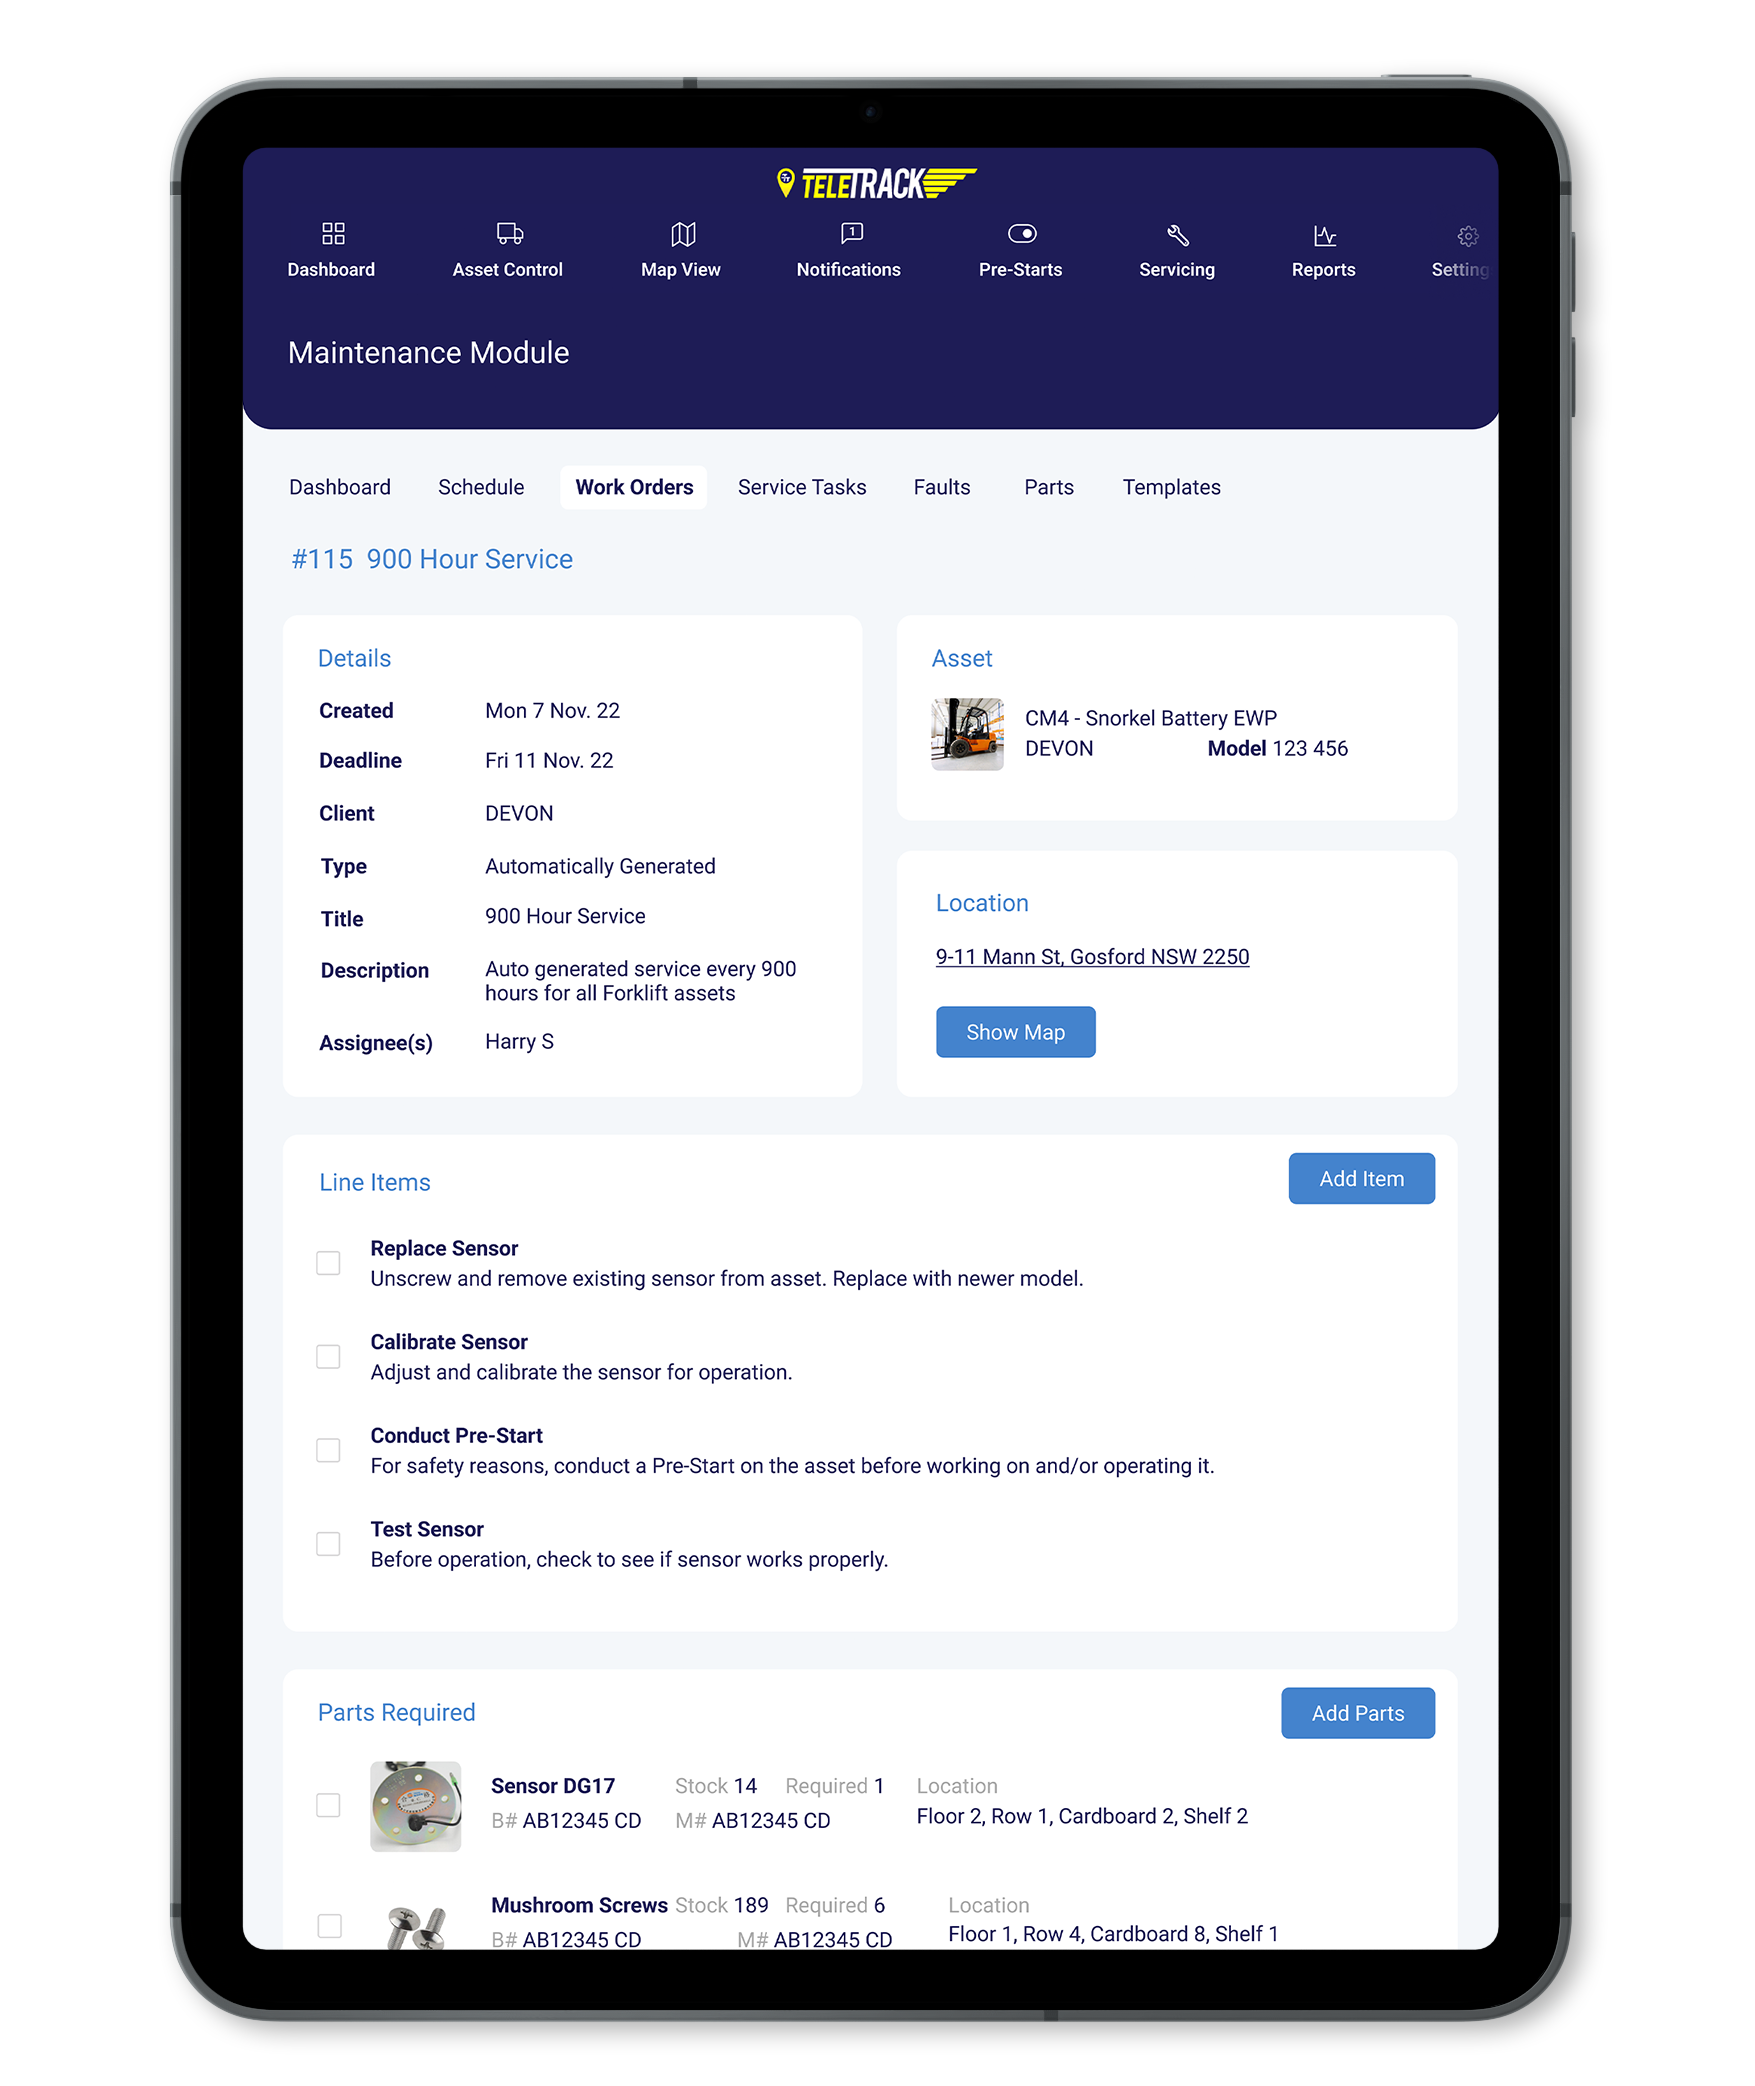 TELETRACK
Dashboard Asset Control Map View 1 Notifications Pre-Starts Servicing Reports Setting
Maintenance Module
Dashboard Schedule Work Orders Service Tasks Faults Parts Templates
#115 900 Hour Service
Details
Created Mon 7 Nov. 22
Deadline Fri 11 Nov. 22
Client DEVON
Type Automatically Generated
Title 900 Hour Service
Description Auto generated service every 900
hours for all Forklift assets
Assignee(s) Harry S
Asset
CM4 - Snorkel Battery EWP
DEVON Model 123 456
Location
9-11 Mann St, Gosford NSW 2250
Show Map
Line Items Add Item
Replace Sensor
Unscrew and remove existing sensor from asset. Replace with newer model.
Calibrate Sensor
Adjust and calibrate the sensor for operation.
Conduct Pre-Start
For safety reasons, conduct a Pre-Start on the asset before working on and/or operating it.
Test Sensor
Before operation, check to see if sensor works properly.
Parts Required Add Parts
Sensor DG17 Stock 14 Required 1 Location
B# AB12345 CD M# AB12345 CD Floor 2, Row 1, Cardboard 2, Shelf 2
Mushroom Screws Stock 189 Required 6 Location
B# AB12345 CD M# AB12345 CD Floor 1, Row 4, Cardboard 8, Shelf 1